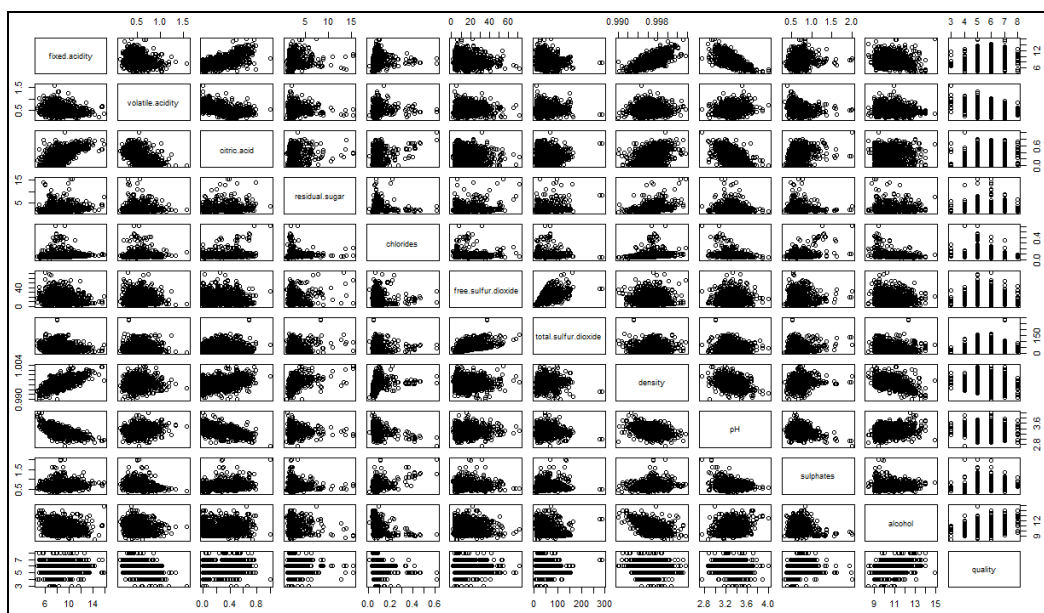 0.5 1.0 1.5 5 10 15 0 20 40 60 0.990 0.998 0.5 1.0 1.5 2.0 3 4 5 6 7 8
fixed.acidity 6 12
0.5 1.5 volatile.acidity
citric.acid 0.0 0.6
5 15 residual.sugar
chlorides 0.0 0.4
0 40 free.sulfur.dioxide
total.sulfur.dioxide 0 150
0.990 1.004 density
pH 2.8 3.6
0.5 1.5 sulphates
alcohol 9 12
3 5 7 quality
6 8 10 14 0.0 0.4 0.8 0.0 0.2 0.4 0.6 0 50 100 200 300 2.8 3.2 3.6 4.0 9 11 13 15